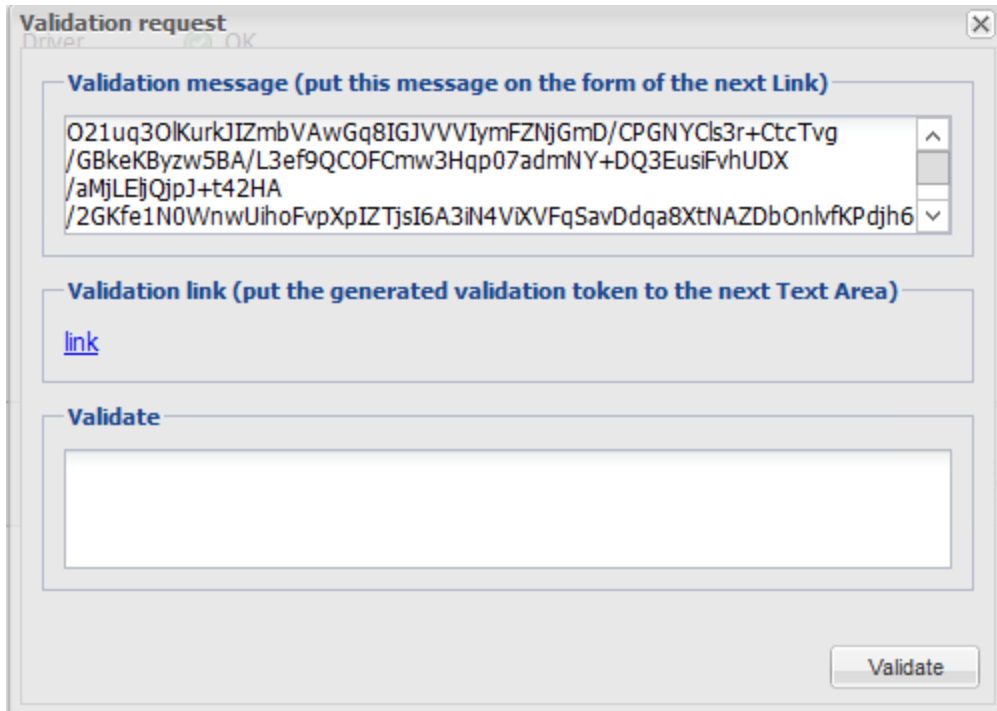 Validation request
Driver OK
Validation message (put this message on the form of the next Link)
O21uq3OlKurkJIZmbVAwGq8IGJVVVIymFZNjGmD/CPGNYCls3r+CtcTvg
/GBkeKByzw5BA/L3ef9QCOFCmw3Hqp07admNY+DQ3EusiFvhUDX
/aMjLEljQjpJ+t42HA
/2GKfe1N0WnwUihoFvpXpIZTjsI6A3iN4ViXVFqSavDdqa8XtNAZDbOnlvfKPdjh6
Validation link (put the generated validation token to the next Text Area)
link
Validate
Validate